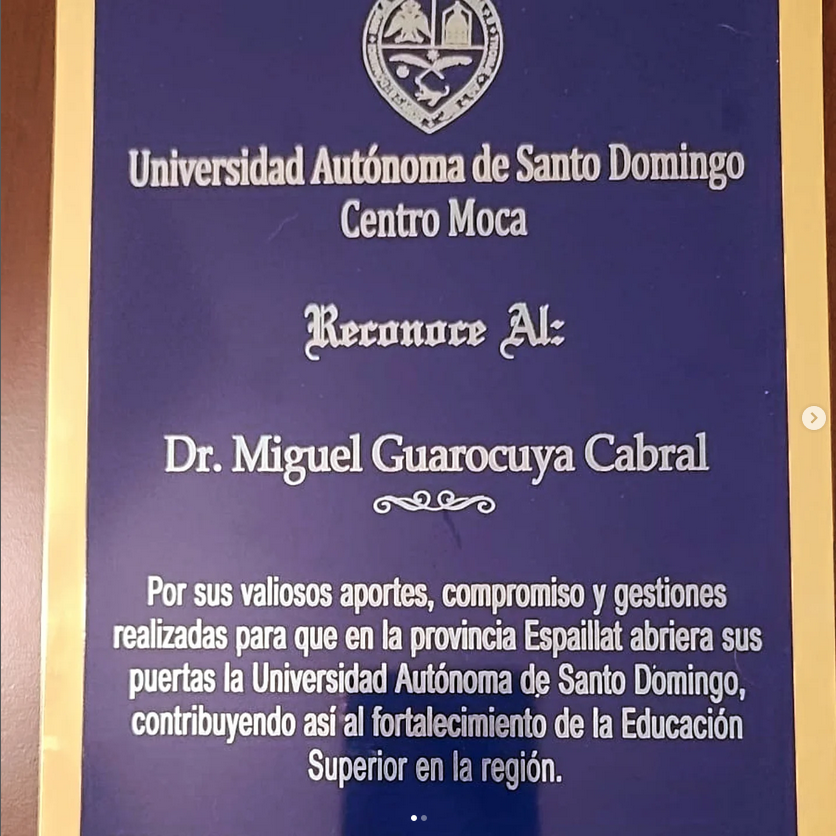 Universidad Autónoma de Santo Domingo
Centro Moca
Reconoce Al:
Dr. Miguel Guarocuya Cabral
Por sus valiosos aportes, compromiso y gestiones
realizadas para que en la provincia Espaillat abriera sus
puertas la Universidad Autónoma de Santo Domingo,
contribuyendo así al fortalecimiento de la Educación
Superior en la región.